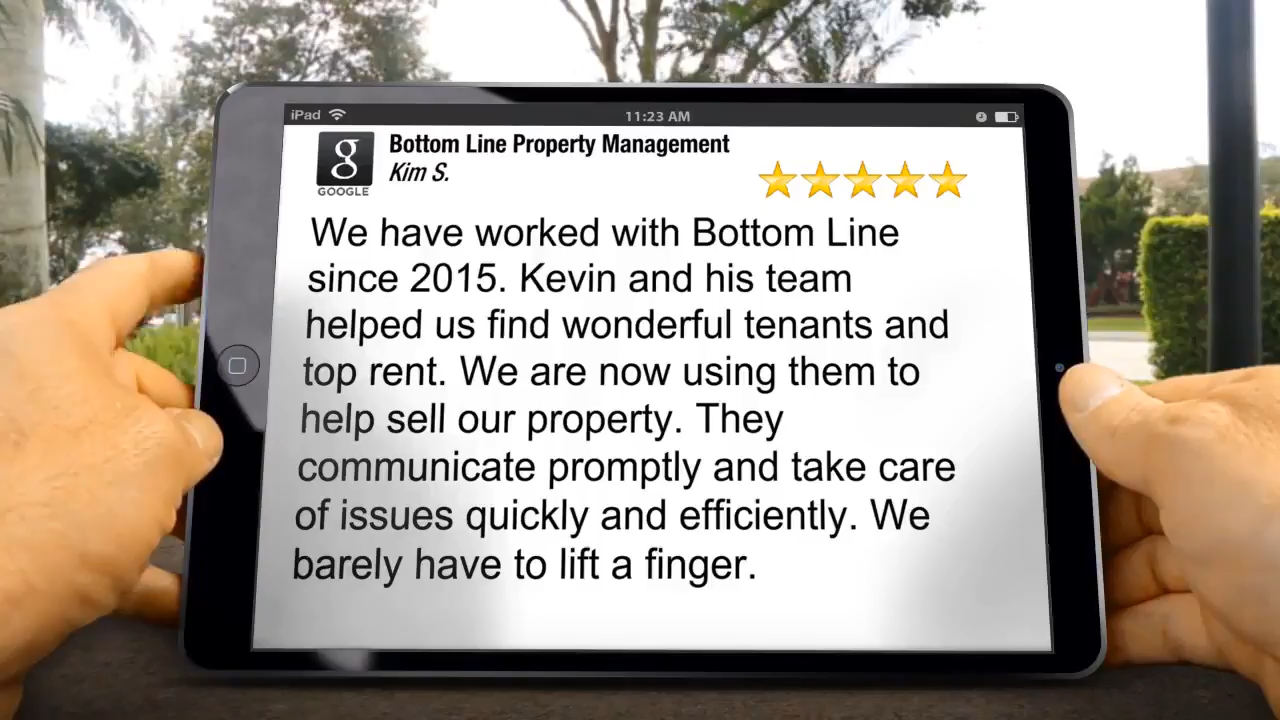 iPad 11:23 AM
g
GOOGLE
Bottom Line Property Management
Kim S.
We have worked with Bottom Line
since 2015. Kevin and his team
helped us find wonderful tenants and
top rent. We are now using them to
help sell our property. They
communicate promptly and take care
of issues quickly and efficiently. We
barely have to lift a finger.